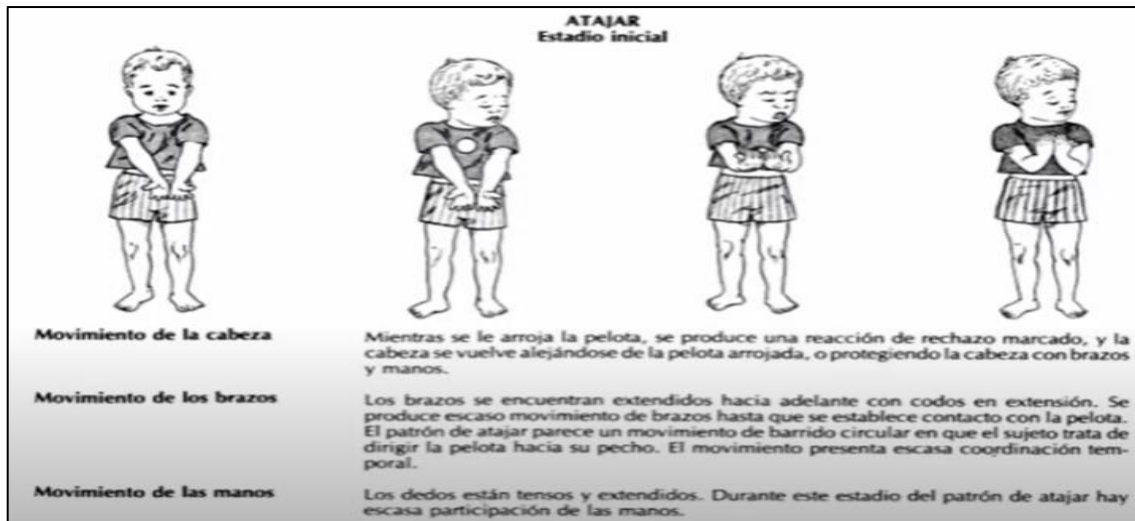 ATAJAR
Estadio inicial
Movimiento de la cabeza
Mientras se le arroja la pelota, se produce una reacción de rechazo marcado, y la
cabeza se vuelve alejándose de la pelota arrojada, o protegiendo la cabeza con brazos
y manos.
Movimiento de los brazos
Los brazos se encuentran extendidos hacia adelante con codos en extensión. Se
produce escaso movimiento de brazos hasta que se establece contacto con la pelota.
El patrón de atajar parece un movimiento de barrido circular en que el sujeto trata de
dirigir la pelota hacia su pecho. El movimiento presenta escasa coordinación tem-
poral.
Movimiento de las manos
Los dedos están tensos y extendidos. Durante este estadio del patrón de atajar hay
escasa participación de las manos.